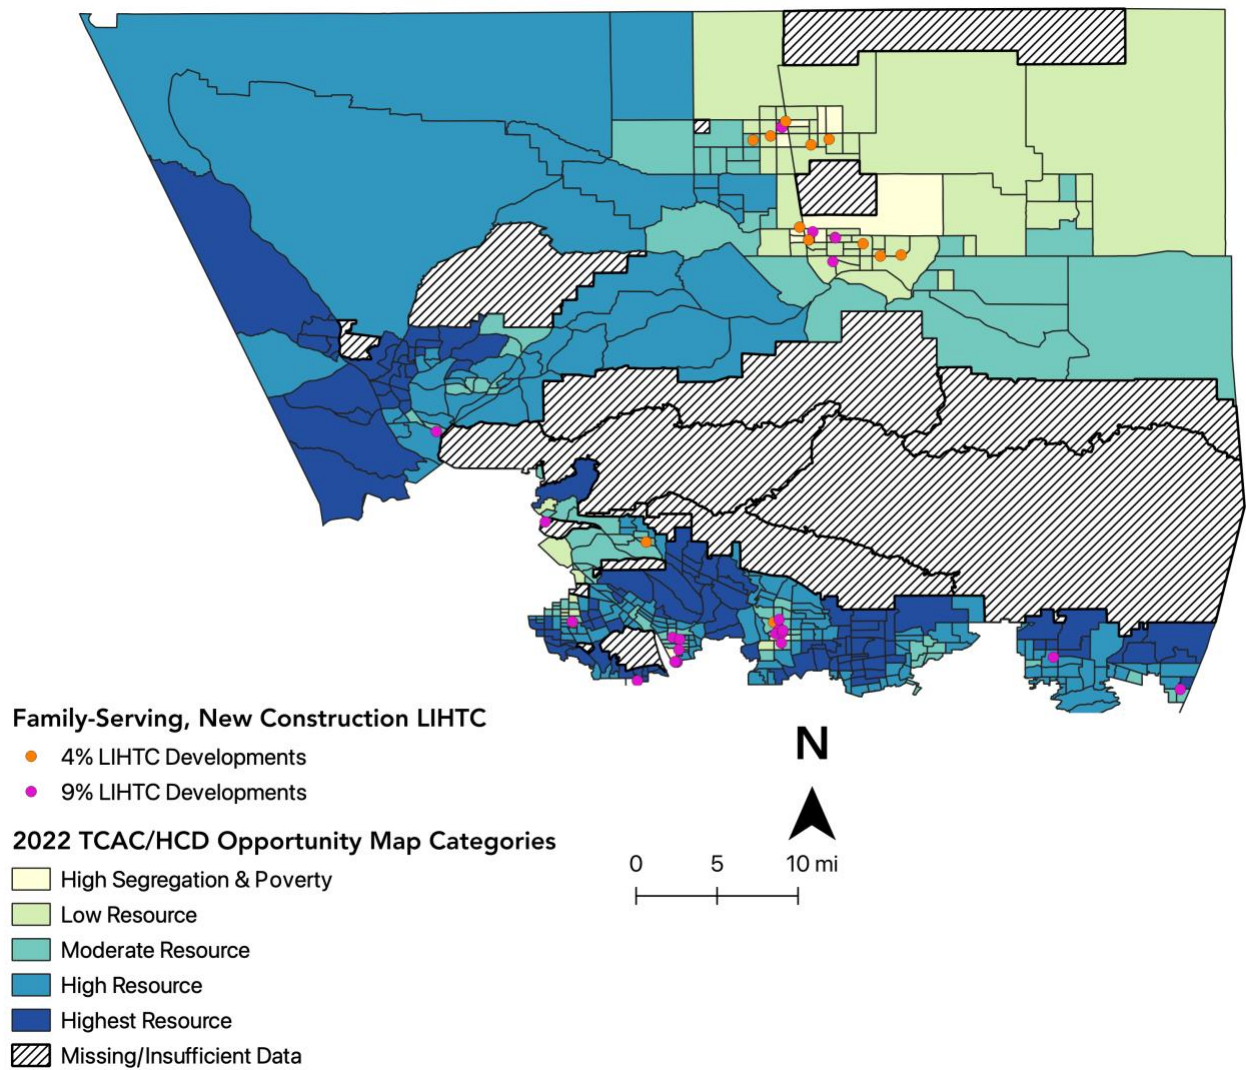 Family-Serving, New Construction LIHTC
4% LIHTC Developments
9% LIHTC Developments
2022 TCAC/HCD Opportunity Map Categories
High Segregation & Poverty
Low Resource
Moderate Resource
High Resource
Highest Resource
Missing/Insufficient Data
N
0 5 10 mi